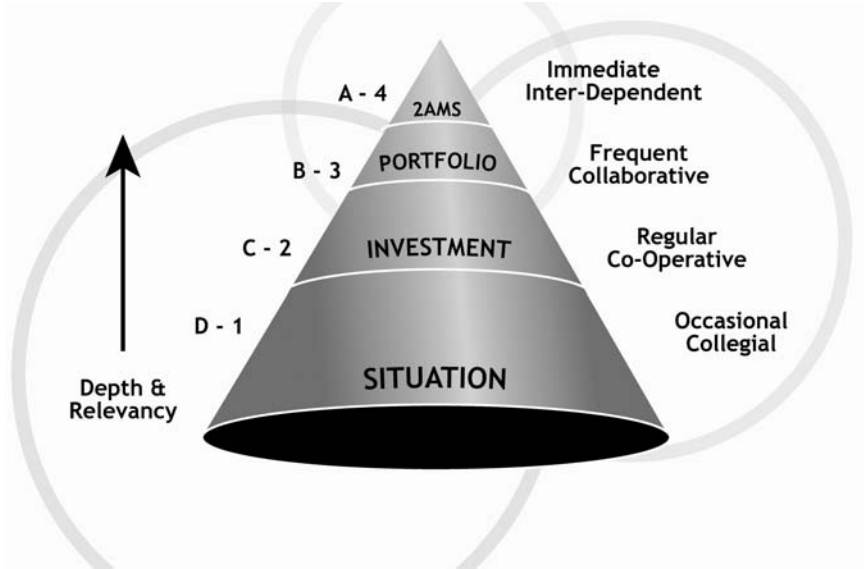 A - 4
2AMS
Immediate
Inter-Dependent
B - 3
PORTFOLIO
Frequent
Collaborative
C - 2
INVESTMENT
Regular
Co-Operative
D - 1
SITUATION
Occasional
Collegial
Depth &
Relevancy